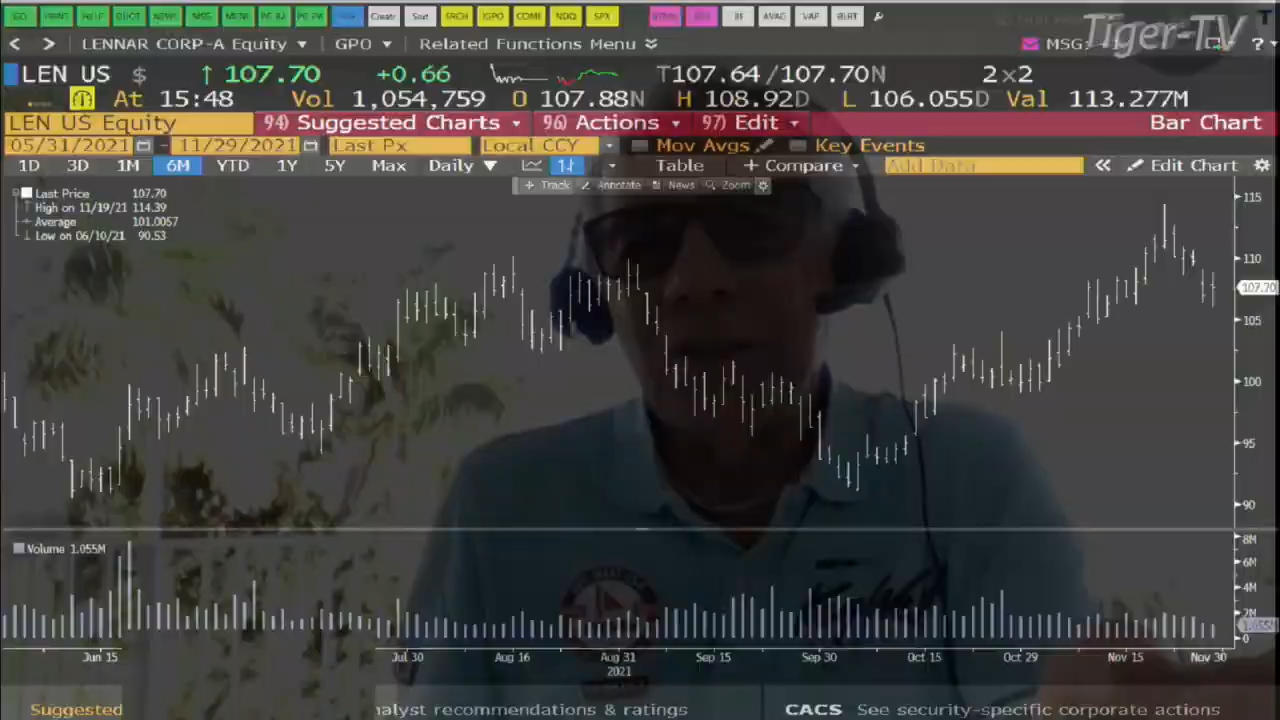 Tiger-TV
LENNAR CORP-A Equity GPO Related Functions Menu MSG:
LEN US $ ↑ 107.70 +0.66 T107.64 / 107.70N 2x2
At 15:48 Vol 1,054,759 O 107.88N H 108.92D L 106.055D Val 113.277M
LEN US Equity 94) Suggested Charts 96) Actions 97) Edit Bar Chart
05/31/2021 - 11/29/2021 Last Px Local CCY Mov Avgs Key Events
1D 3D 1M 6M YTD 1Y 5Y Max Daily Table + Compare Add Data « Edit Chart
Track Annotate News Zoom
Last Price 107.70
High on 11/19/21 114.39
Average 101.0057
Low on 06/10/21 90.53
115
110
107.70
105
100
95
90
Volume 1.055M
8M
6M
4M
2M
1.055M
0
Jun 15 Jul 30 Aug 16 Aug 31 Sep 15 Sep 30 Oct 15 Oct 29 Nov 15 Nov 30
2021
Suggested alyst recommendations & ratings CACS See security-specific corporate actions